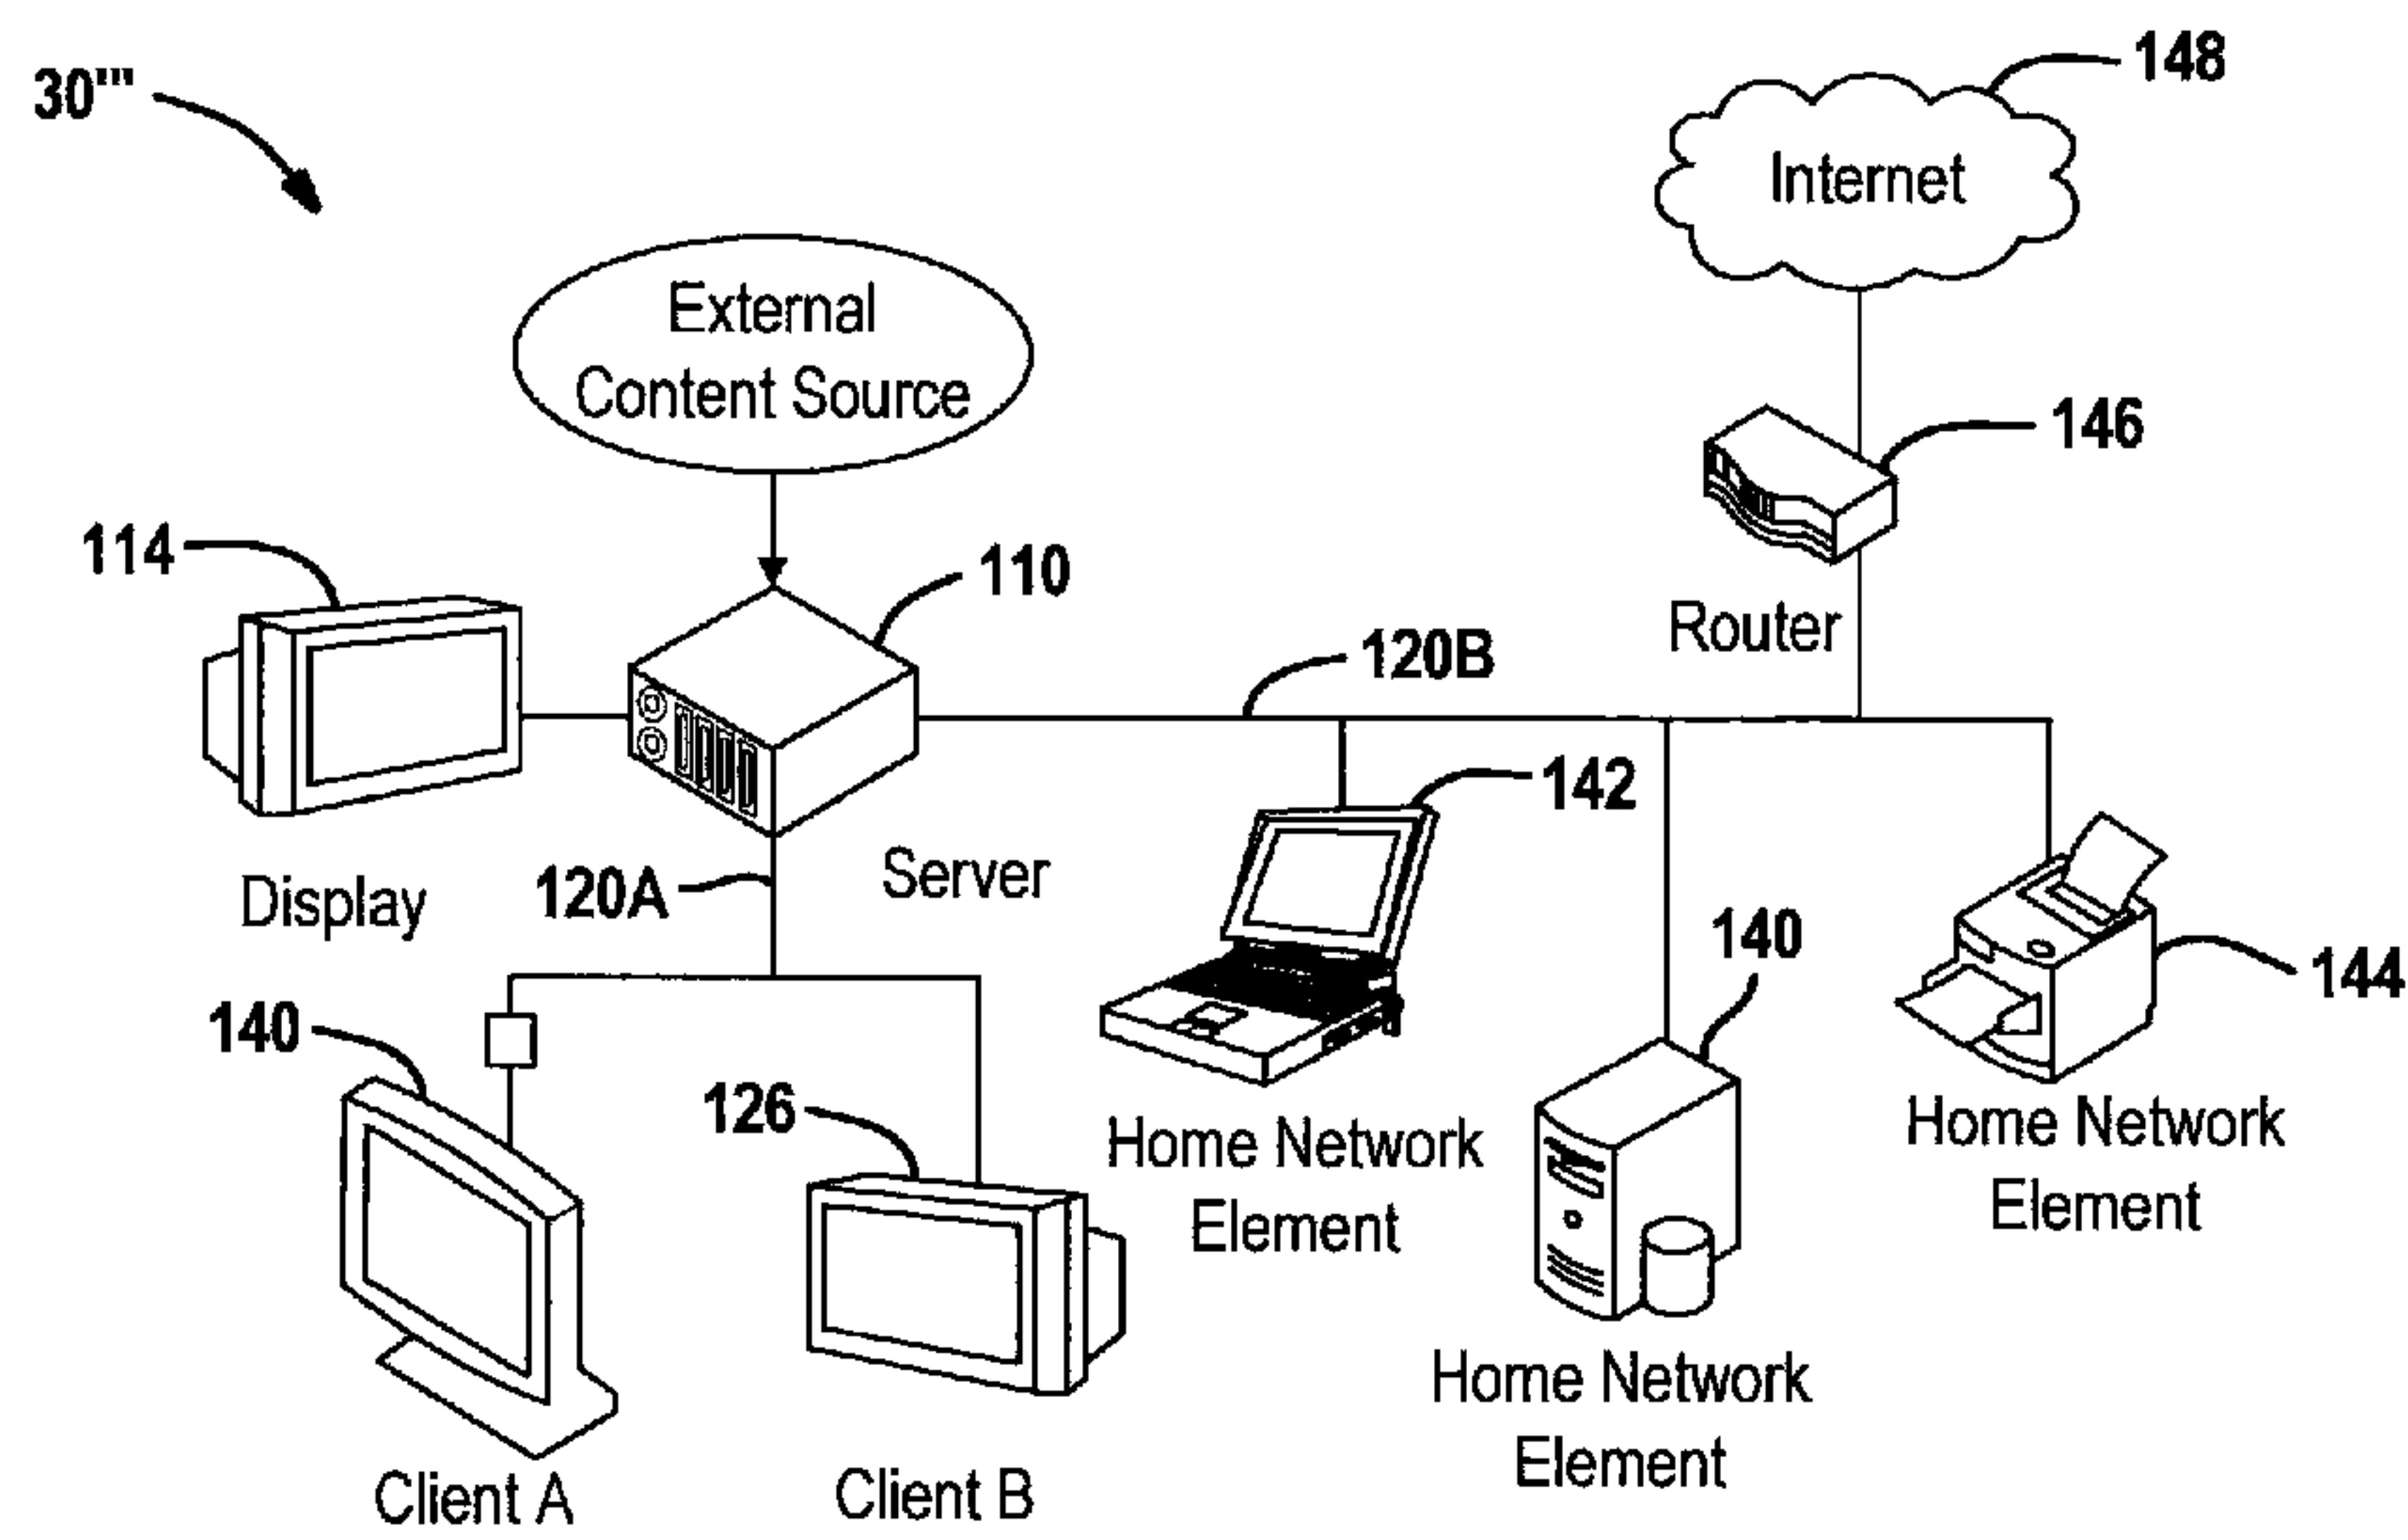 30'''
148
Internet
External
Content Source
146
114
110
Router
120B
142
Display
120A
Server
140
144
140
126
Home Network
Element
Home Network
Element
Home Network
Element
Client A
Client B